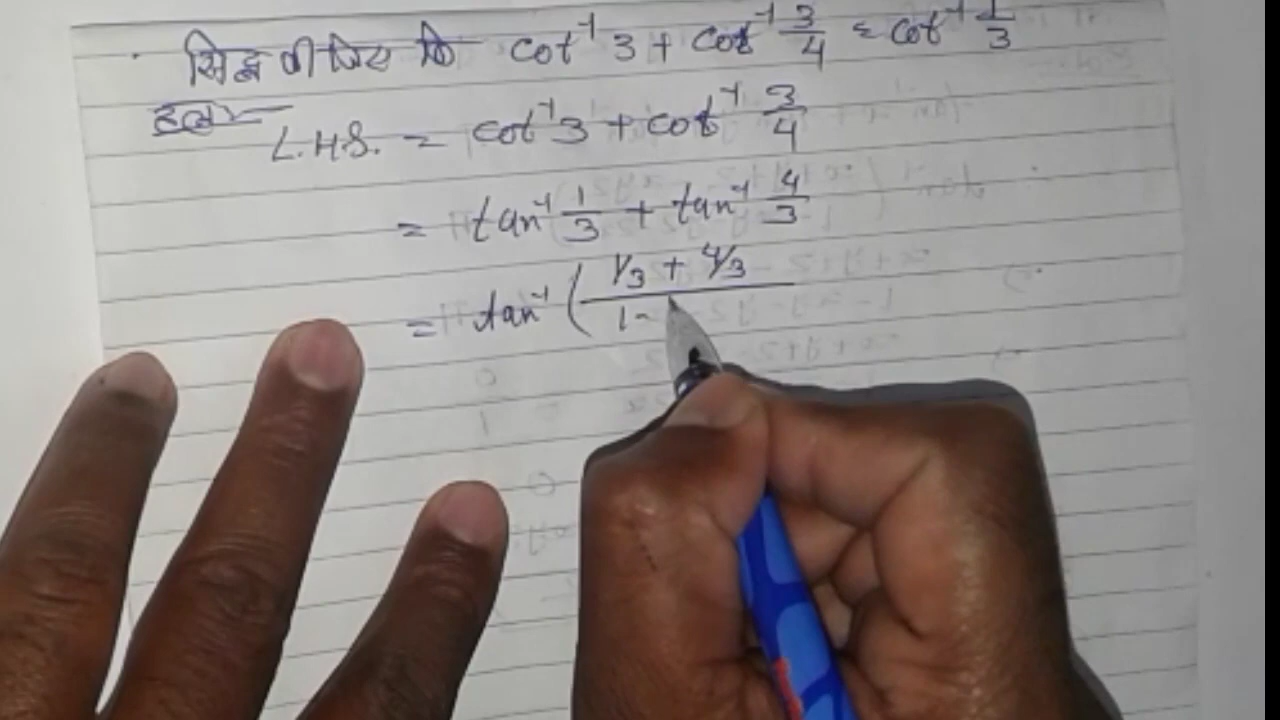 सिद्ध कीजिए कि cot⁻¹ 3 + cot⁻¹ 3/4 = cot⁻¹ 1/3
हल
L.H.S. = cot⁻¹ 3 + cot⁻¹ 3/4
= tan⁻¹ 1/3 + tan⁻¹ 4/3
= tan⁻¹ ( 1/3 + 4/3 / 1 -